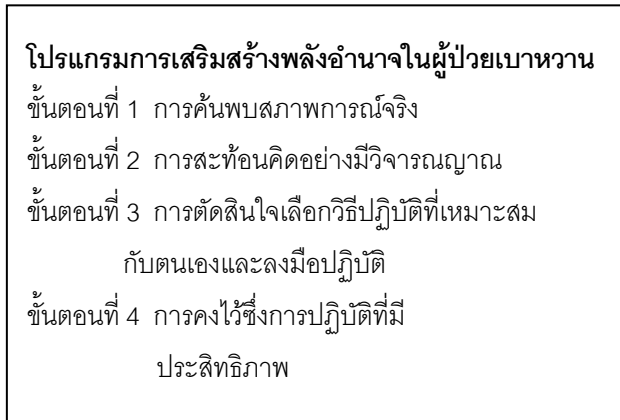 โปรแกรมการเสริมสร้างพลังอำนาจในผู้ป่วยเบาหวาน
ขั้นตอนที่ 1 การค้นพบสภาพการณ์จริง
ขั้นตอนที่ 2 การสะท้อนคิดอย่างมีวิจารณญาณ
ขั้นตอนที่ 3 การตัดสินใจเลือกวิธีปฏิบัติที่เหมาะสม
กับตนเองและลงมือปฏิบัติ
ขั้นตอนที่ 4 การคงไว้ซึ่งการปฏิบัติที่มี
ประสิทธิภาพ